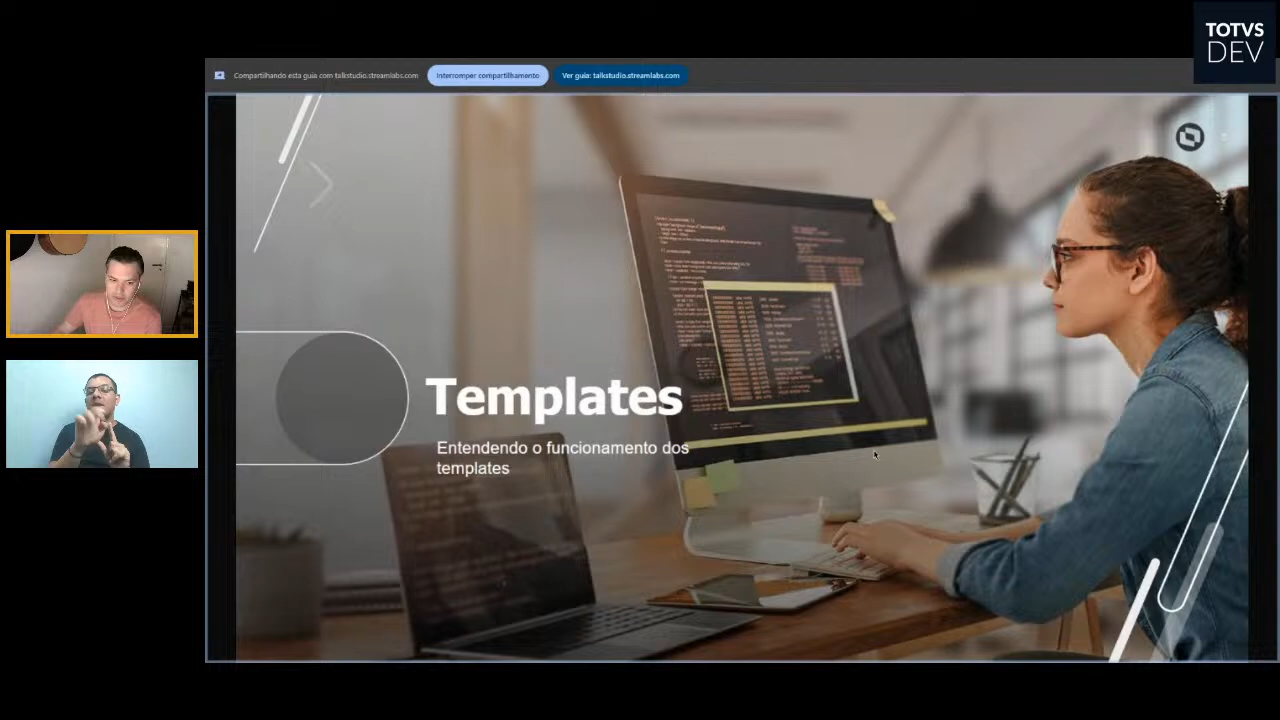 TOTVS
DEV
Compartilhando esta guia com talkstudio.streamlabs.com
Interromper compartilhamento
Ver guia: talkstudio.streamlabs.com
Templates
Entendendo o funcionamento dos
templates